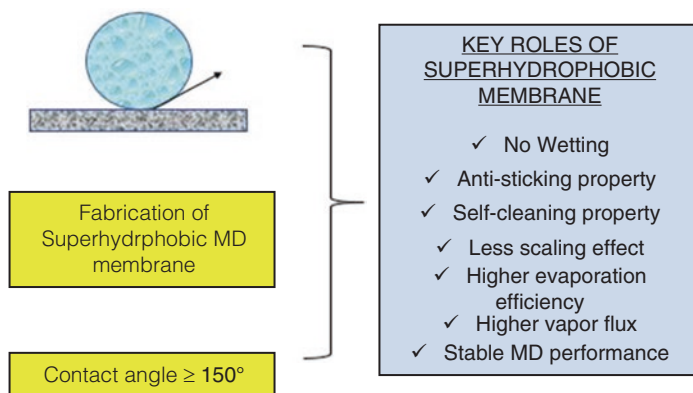 Fabrication of
Superhydrphobic MD
membrane
Contact angle ≥ 150°
KEY ROLES OF
SUPERHYDROPHOBIC
MEMBRANE
✓ No Wetting
✓ Anti-sticking property
✓ Self-cleaning property
✓ Less scaling effect
✓ Higher evaporation
efficiency
✓ Higher vapor flux
✓ Stable MD performance